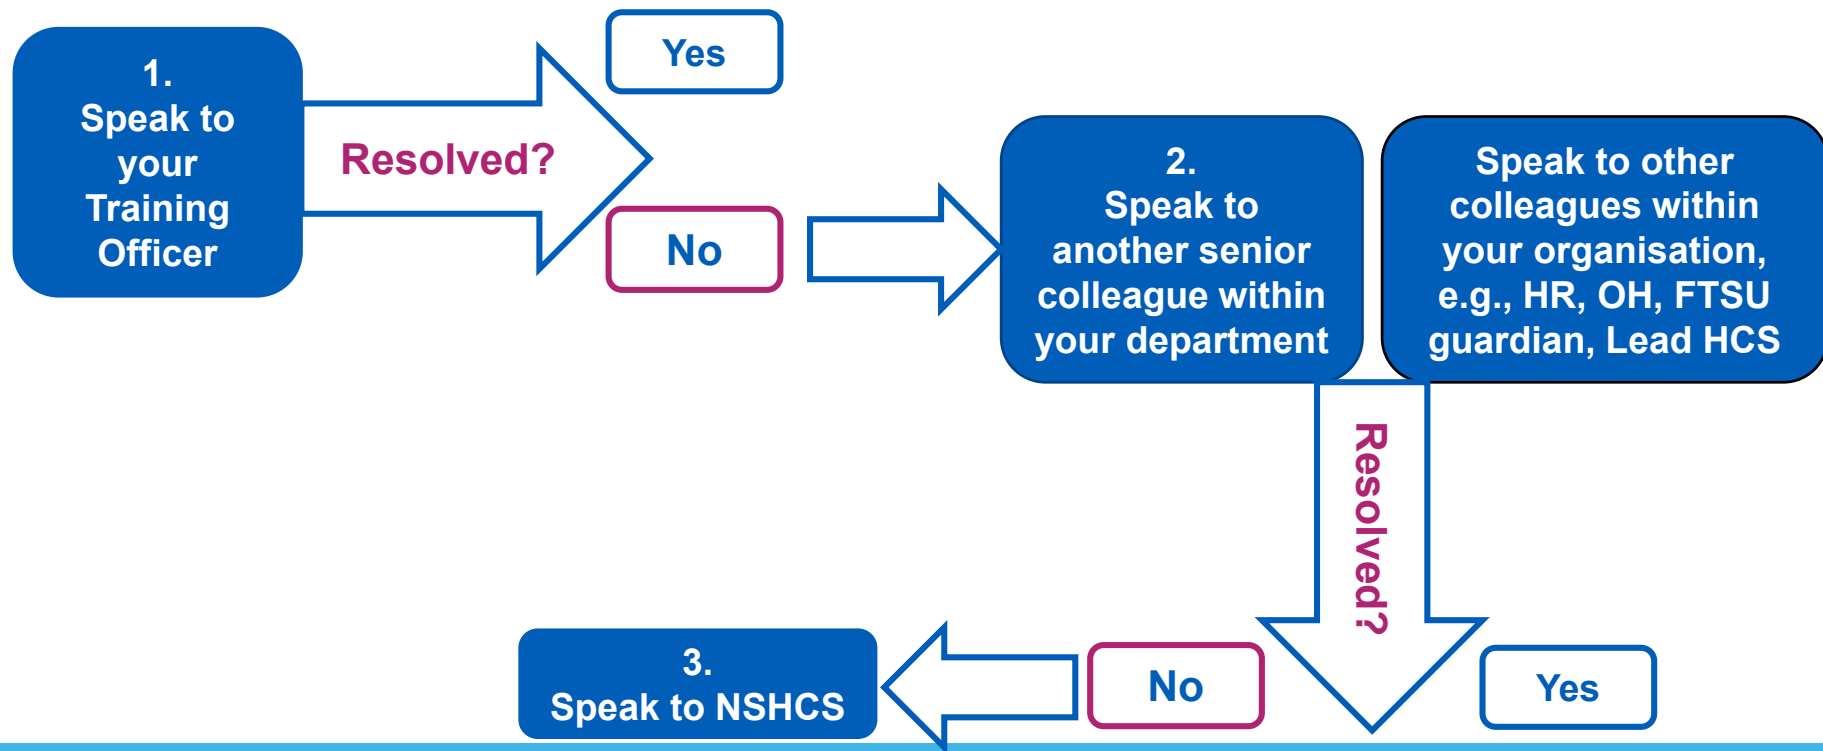 1.
Speak to
your
Training
Officer
Resolved?
Yes
No
2.
Speak to
another senior
colleague within
your department
Speak to other
colleagues within
your organisation,
e.g., HR, OH, FTSU
guardian, Lead HCS
Resolved?
Yes
No
3.
Speak to NSHCS